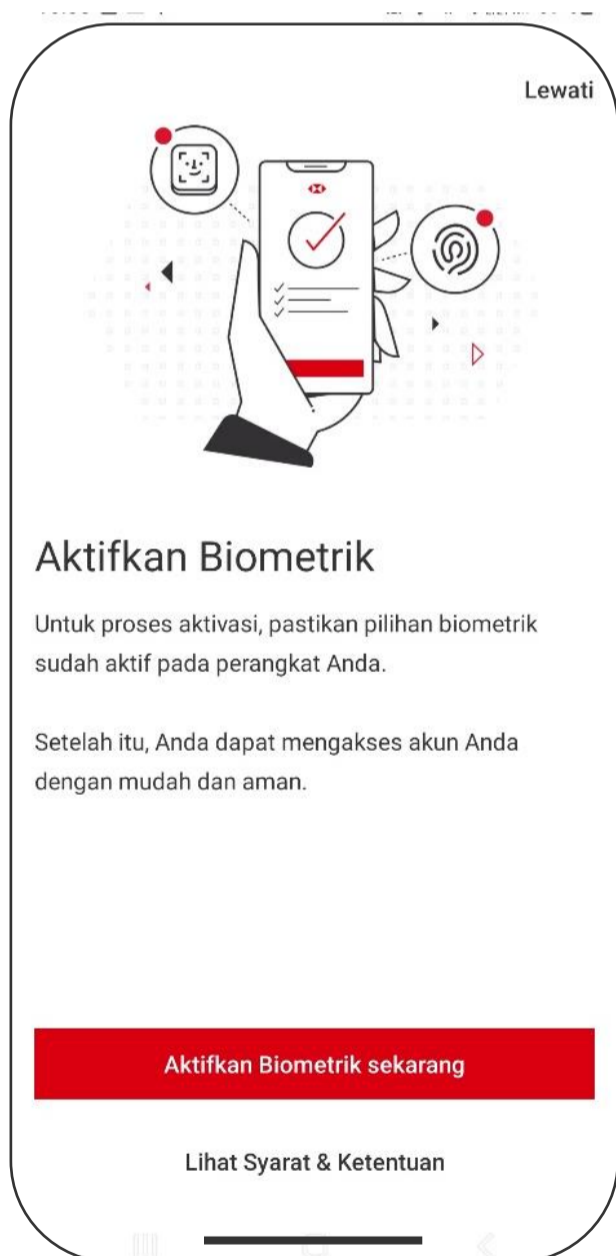 Lewati
Aktifkan Biometrik
Untuk proses aktivasi, pastikan pilihan biometrik
sudah aktif pada perangkat Anda.
Setelah itu, Anda dapat mengakses akun Anda
dengan mudah dan aman.
Aktifkan Biometrik sekarang
Lihat Syarat & Ketentuan